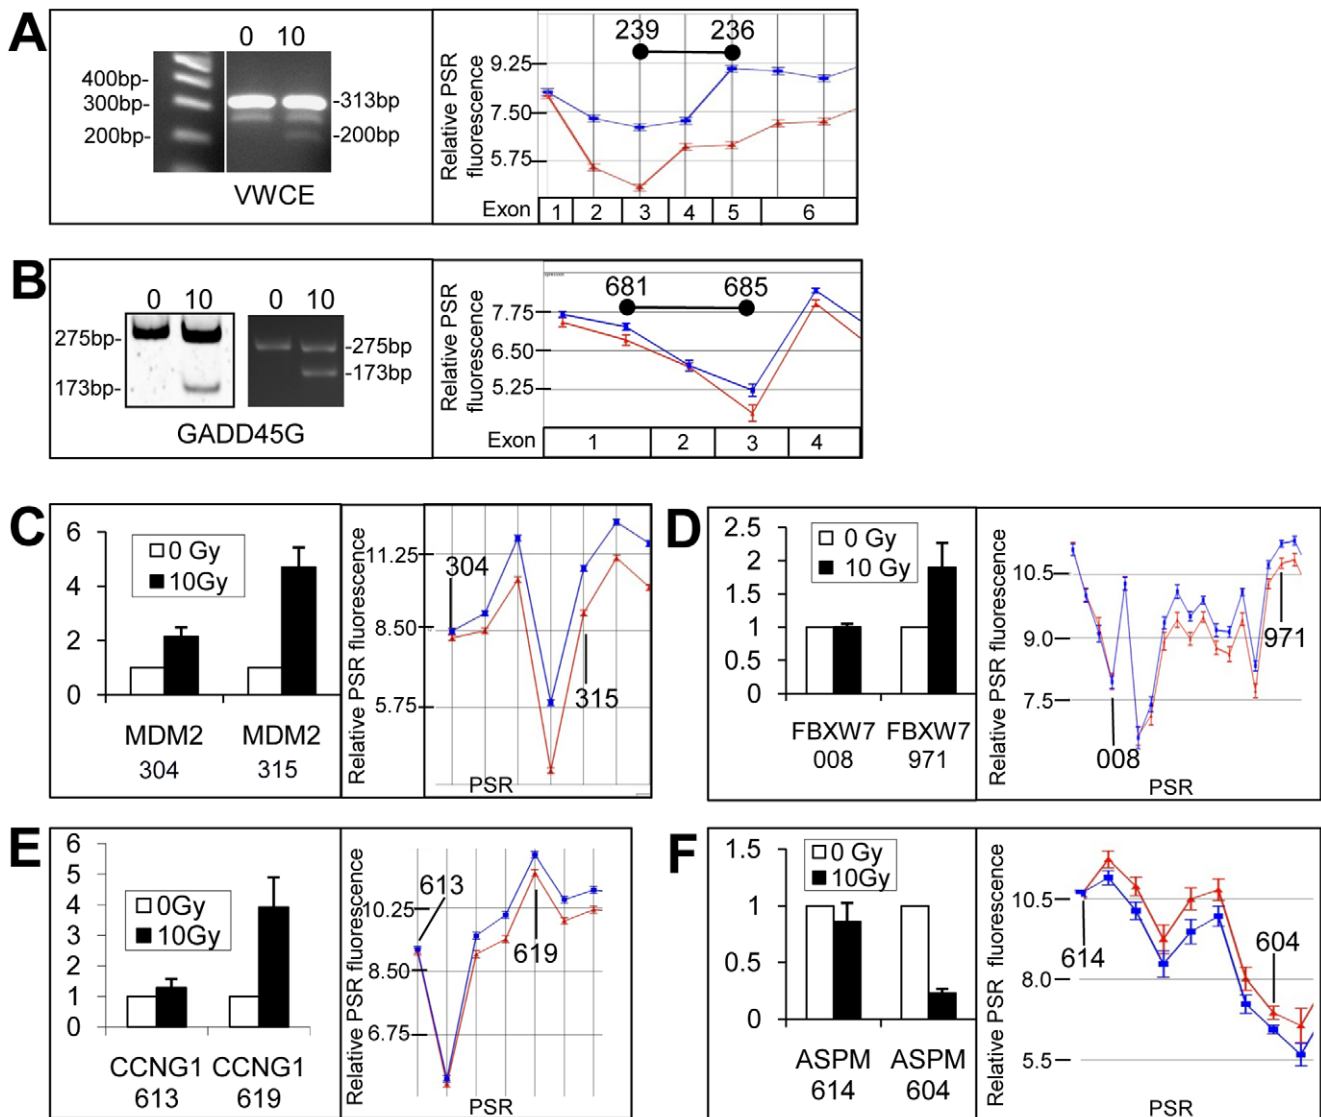 A
0 10
400bp-
300bp-
200bp-
-313bp
-200bp
VWCE
Relative PSR
fluorescence
9.25
7.50
5.75
239 236
Exon 1 2 3 4 5 6
B
0 10
275bp-
173bp-
0 10
-275bp
-173bp
GADD45G
Relative PSR
fluorescence
7.75
6.50
5.25
681 685
Exon 1 2 3 4
C
6
4
2
0
0 Gy
10Gy
MDM2 MDM2
304 315
Relative PSR fluorescence
11.25
8.50
5.75
304
315
PSR
D
2.5
2
1.5
1
0.5
0
0 Gy
10 Gy
FBXW7 FBXW7
008 971
Relative PSR fluorescence
10.5
9.0
7.5
008
971
PSR
E
6
5
4
3
2
1
0
0Gy
10Gy
CCNG1 CCNG1
613 619
Relative PSR fluorescence
10.25
8.50
6.75
613
619
PSR
F
1.5
1
0.5
0
0 Gy
10Gy
ASPM ASPM
614 604
Relative PSR fluorescence
10.5
8.0
5.5
614
604
PSR